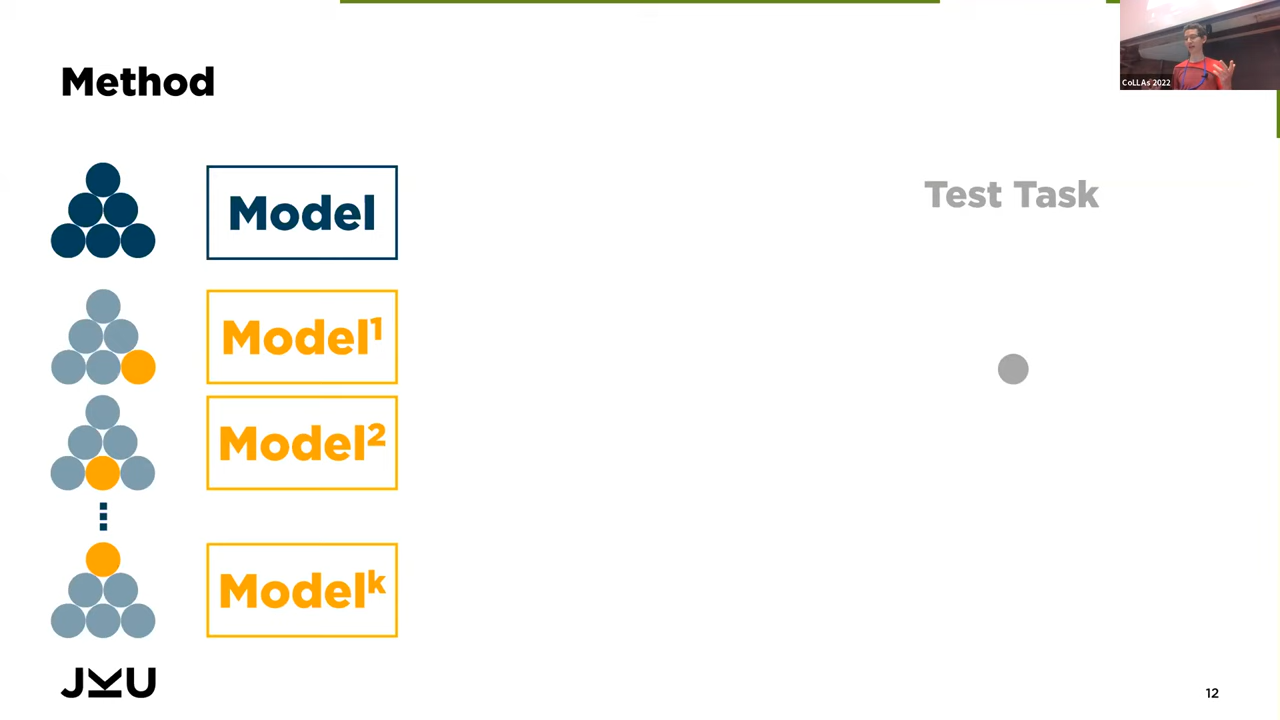 Method
CoLLAs 2022
Model
Test Task
Model¹
Model²
Modelᵏ
JKU
12